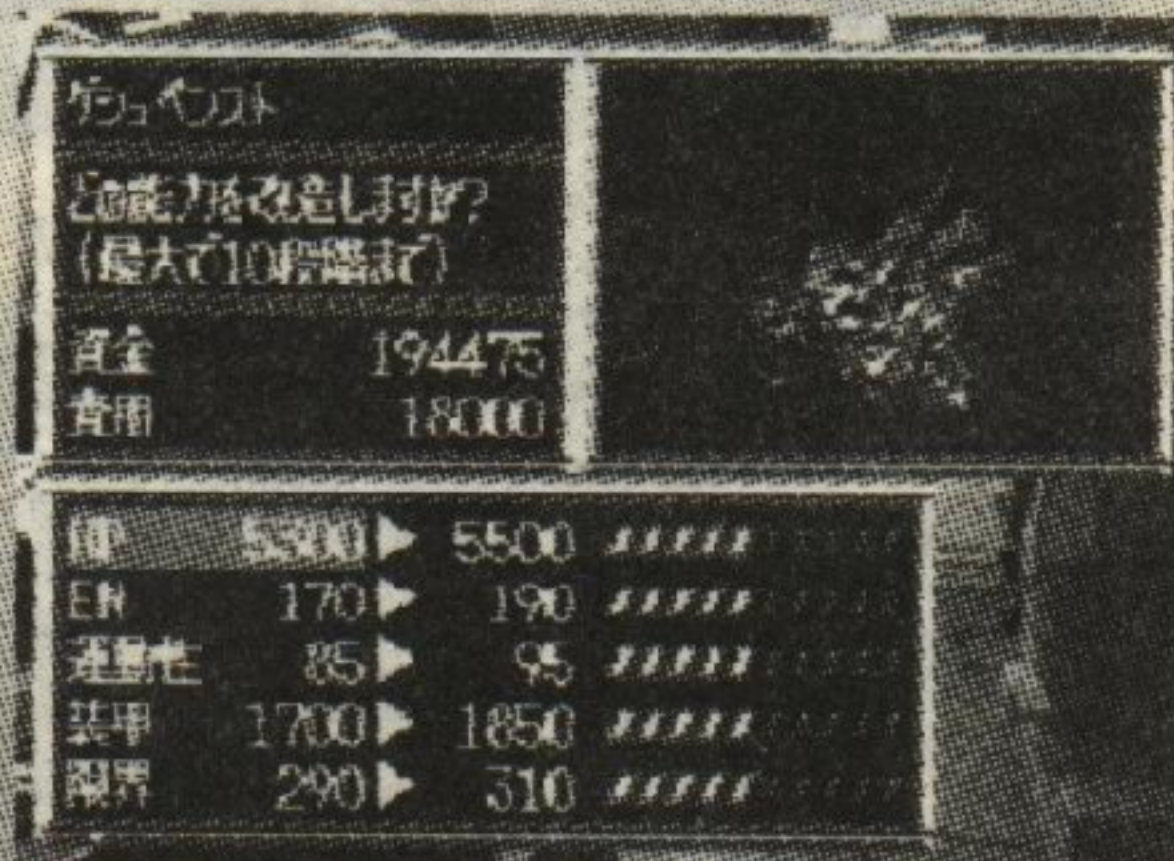 ゲシュペンスト
どの能力を改造しますか?
(最大で10段階まで)
資金 194475
費用 18000
HP 5300▶ 5500
EN 170▶ 190
運動性 85▶ 95
装甲 1700▶ 1850
限界 290▶ 310